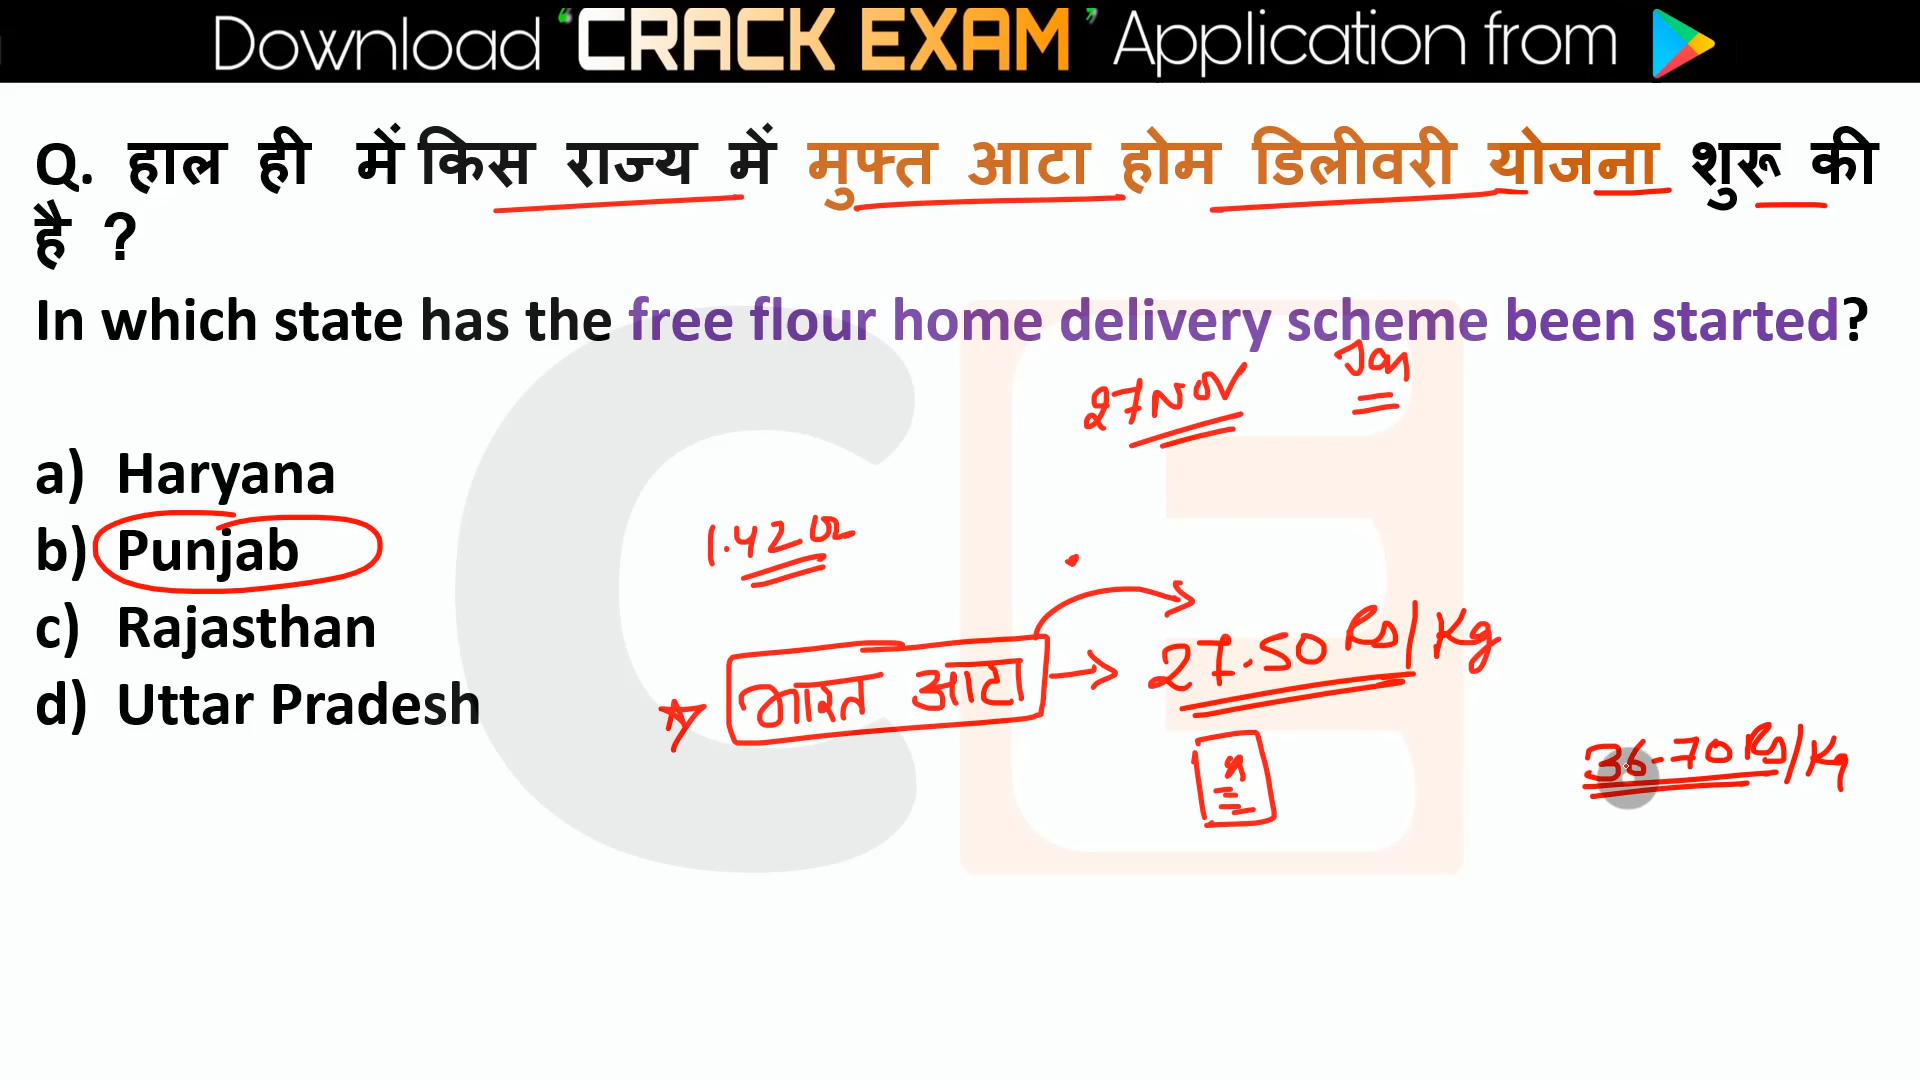 Download ‘CRACK EXAM’ Application from
Q. हाल ही में किस राज्य में मुफ्त आटा होम डिलीवरी योजना शुरू की
है ?
In which state has the free flour home delivery scheme been started?
27 NOV
Jan
a) Haryana
b) Punjab
1.42
c) Rajasthan
27.50 Rs/Kg
भारत आटा
d) Uttar Pradesh
36.70 Rs/Kg
CE